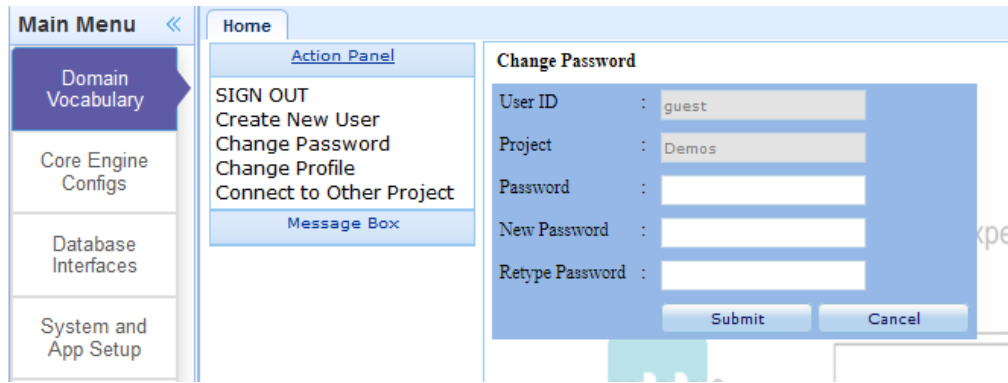 Main Menu «
Domain
Vocabulary
Core Engine
Configs
Database
Interfaces
System and
App Setup
Home
Action Panel
SIGN OUT
Create New User
Change Password
Change Profile
Connect to Other Project
Message Box
Change Password
User ID : guest
Project : Demos
Password :
New Password :
Retype Password :
Submit Cancel